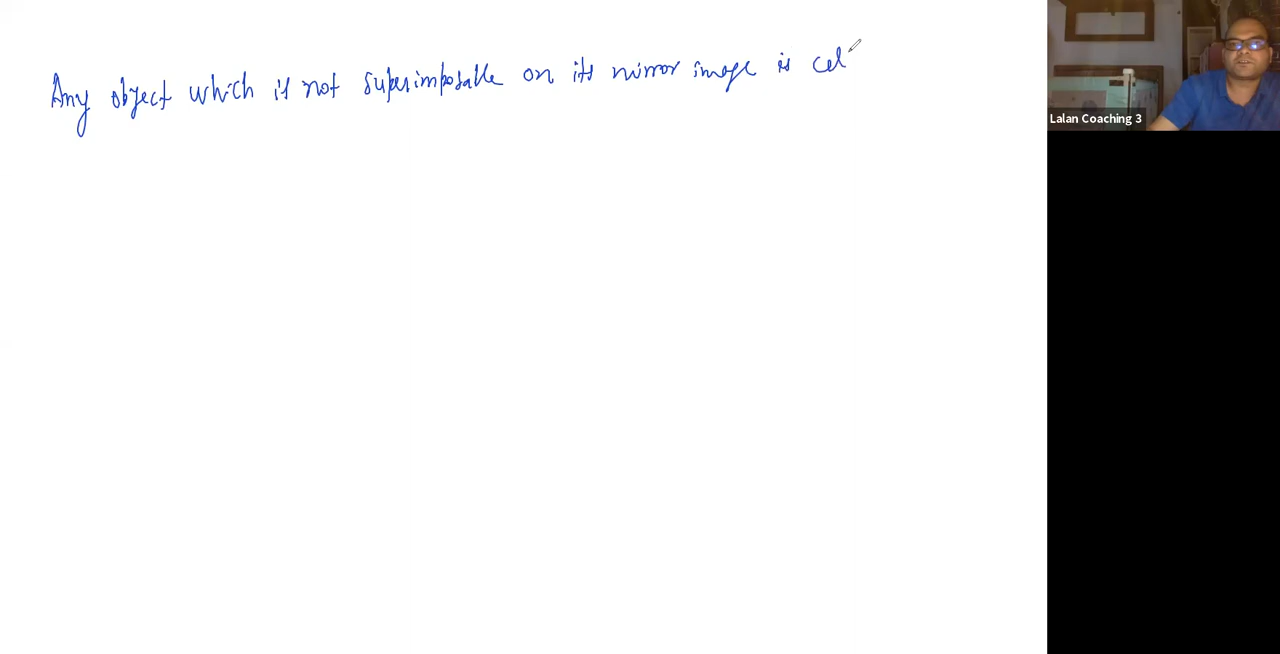 Any object which is not superimposable on its mirror image is cal
Lalan Coaching 3